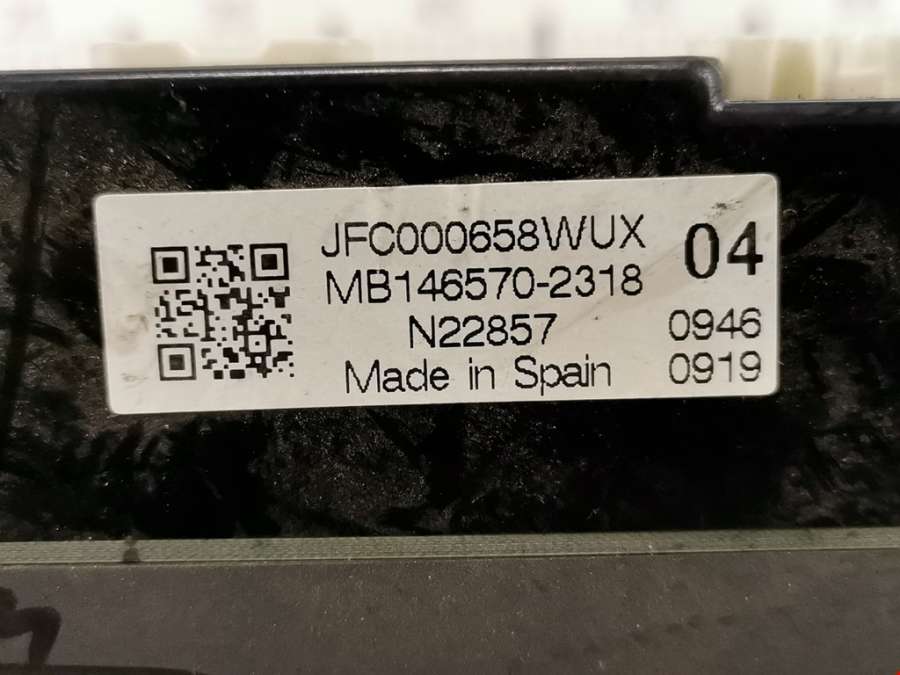 JFC000658WUX
04
MB146570-2318
N22857
0946
Made in Spain
0919